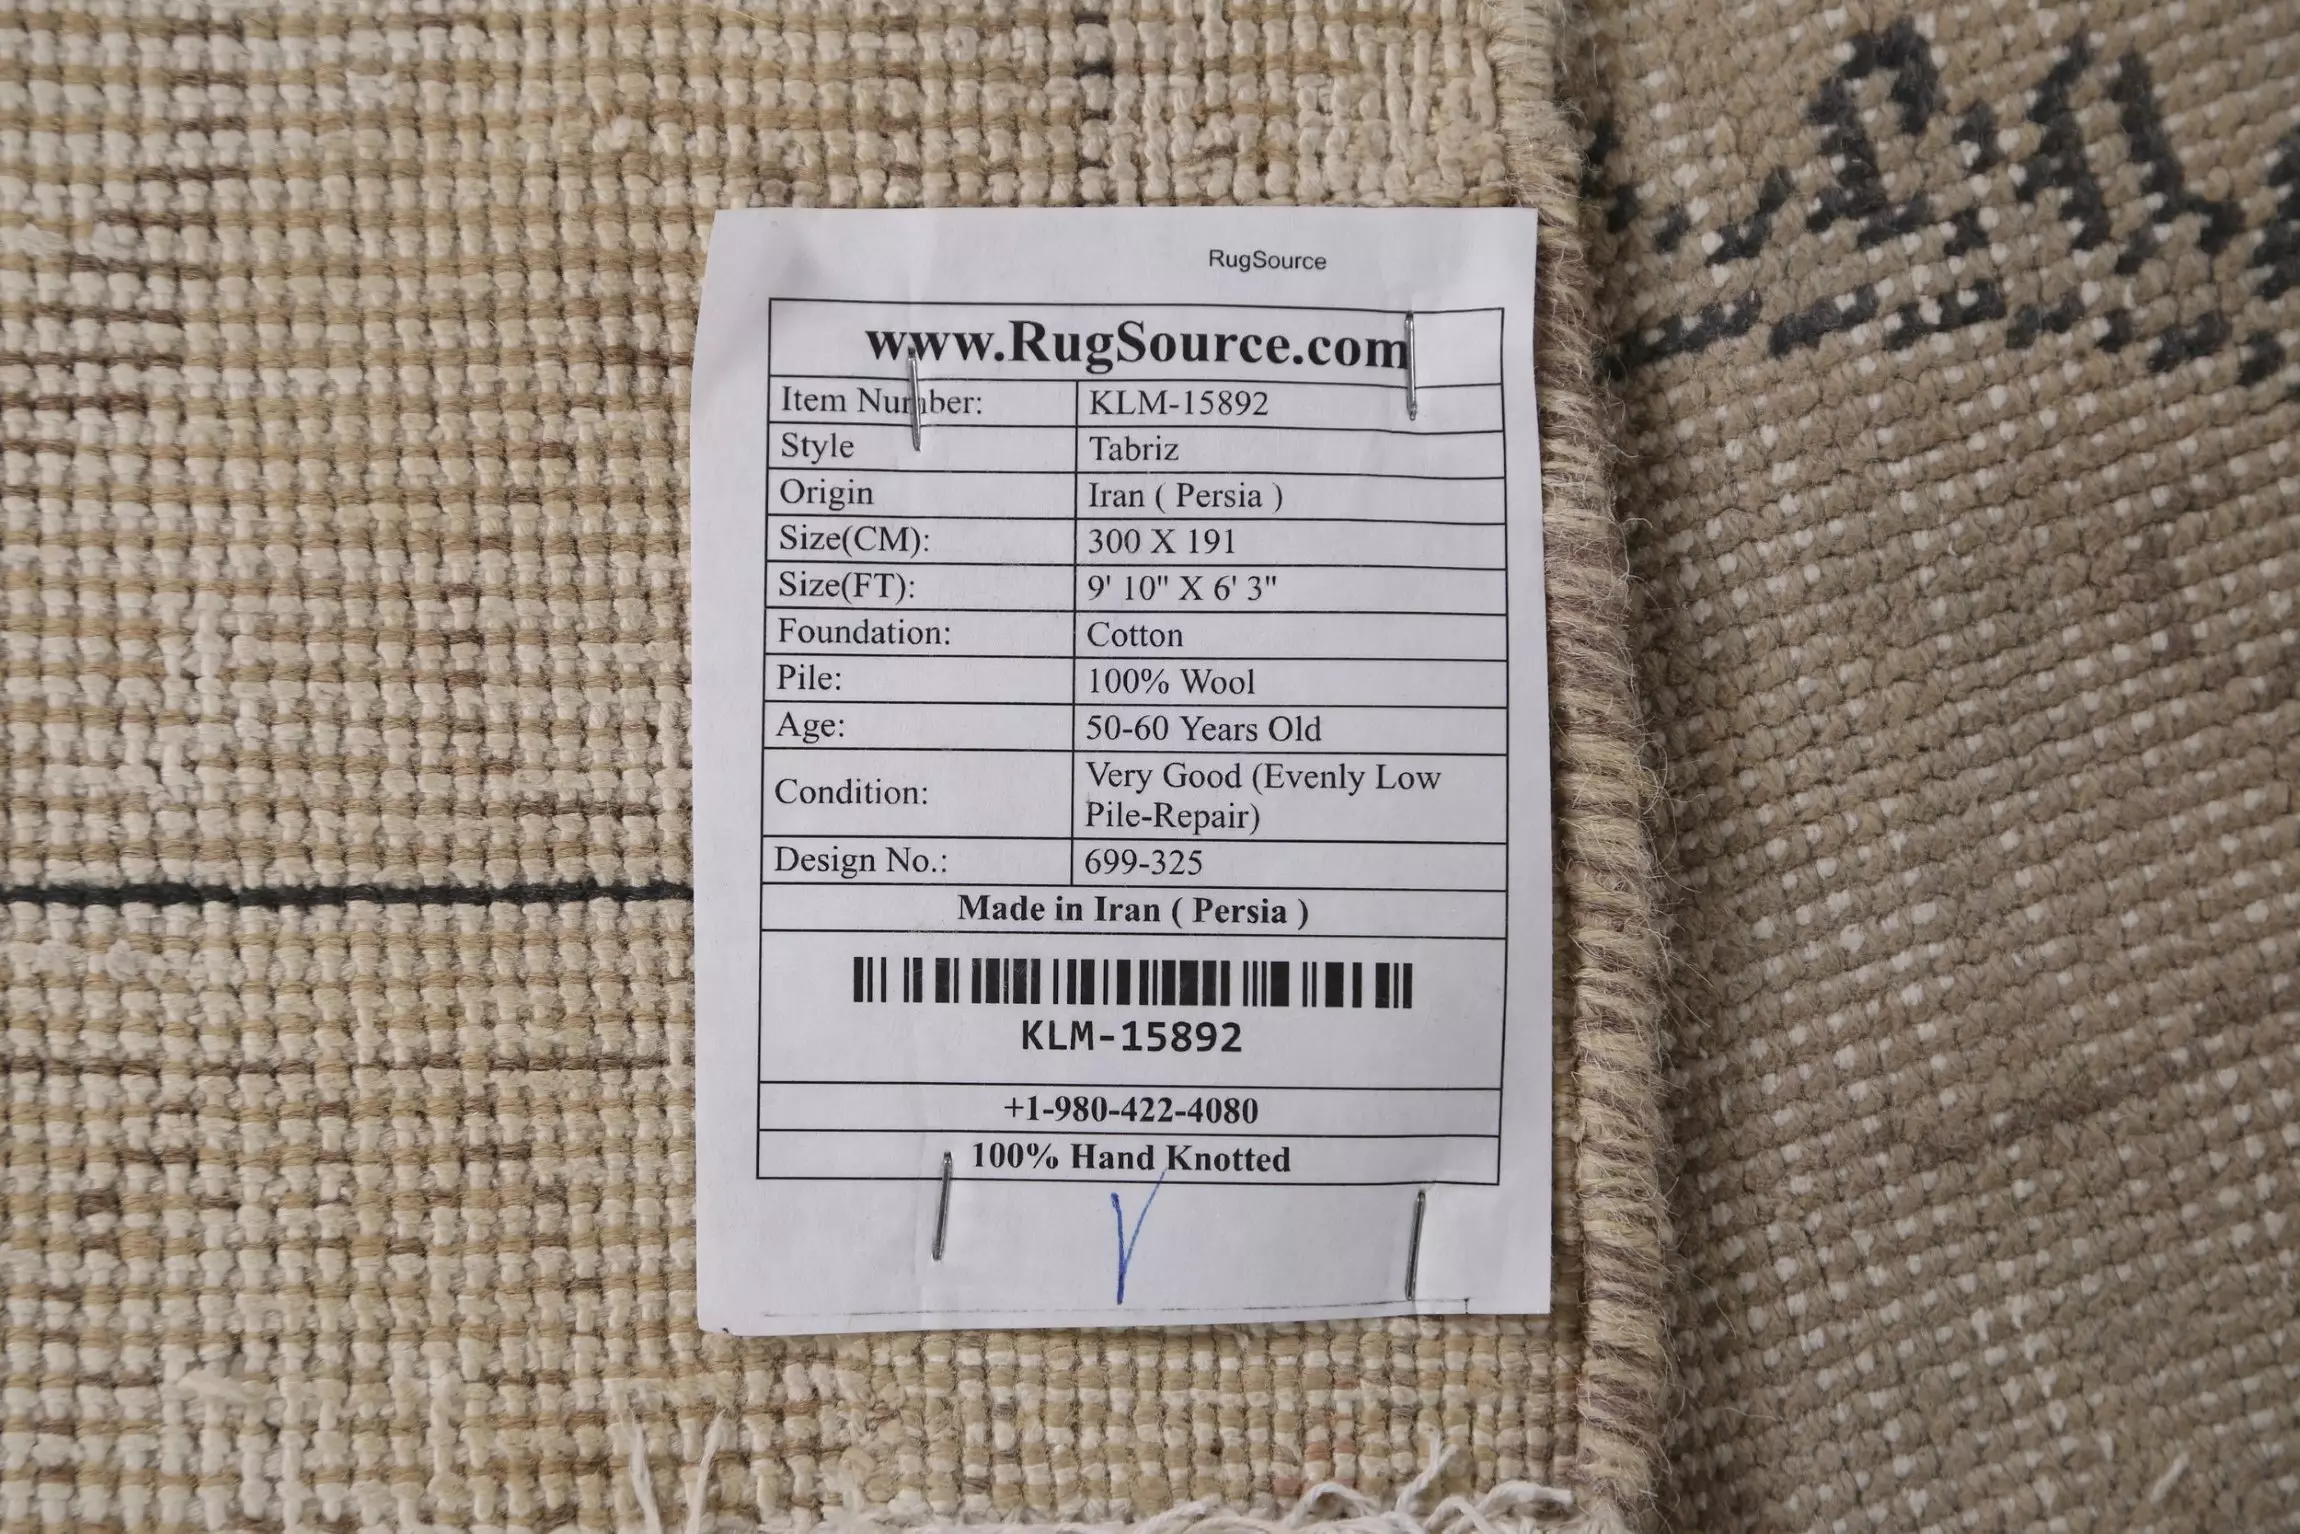 RugSource
www.RugSource.com
Item Number: KLM-15892
Style Tabriz
Origin Iran ( Persia )
Size(CM): 300 X 191
Size(FT): 9' 10" X 6' 3"
Foundation: Cotton
Pile: 100% Wool
Age: 50-60 Years Old
Condition: Very Good (Evenly Low
Pile-Repair)
Design No.: 699-325
Made in Iran ( Persia )
KLM-15892
+1-980-422-4080
100% Hand Knotted